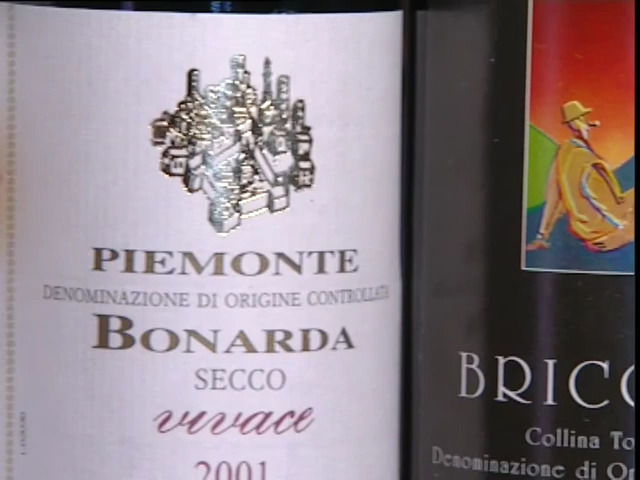 PIEMONTE
DENOMINAZIONE DI ORIGINE CONTROLLATA
BONARDA
SECCO
vivace
2001
BRICC
Collina To
Denominazione di Or